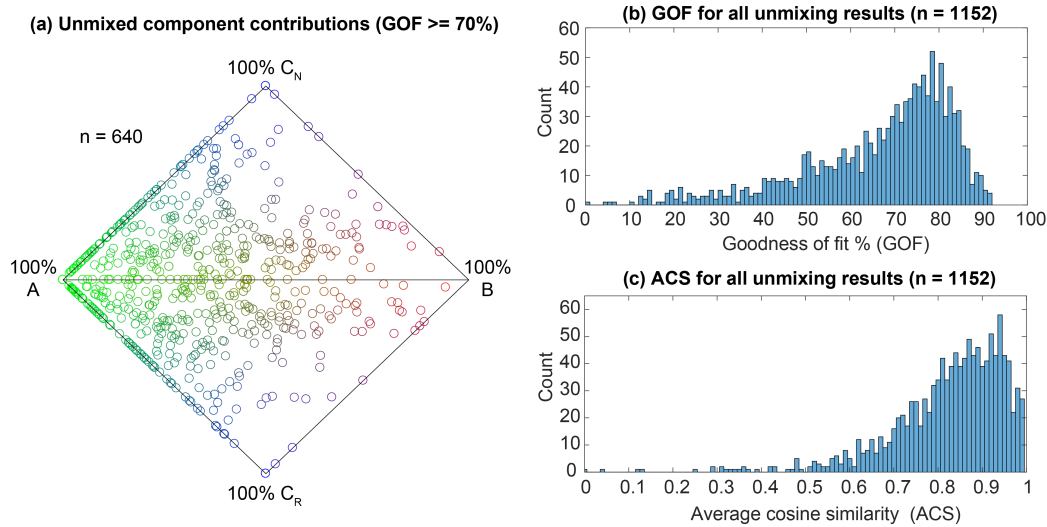 (a) Unmixed component contributions (GOF >= 70%)
100% C_N
n = 640
100%
A
100%
B
100% C_R
(b) GOF for all unmixing results (n = 1152)
60
50
40
30
20
10
0
Count
0 10 20 30 40 50 60 70 80 90 100
Goodness of fit % (GOF)
(c) ACS for all unmixing results (n = 1152)
60
50
40
30
20
10
0
Count
0 0.1 0.2 0.3 0.4 0.5 0.6 0.7 0.8 0.9 1
Average cosine similarity (ACS)